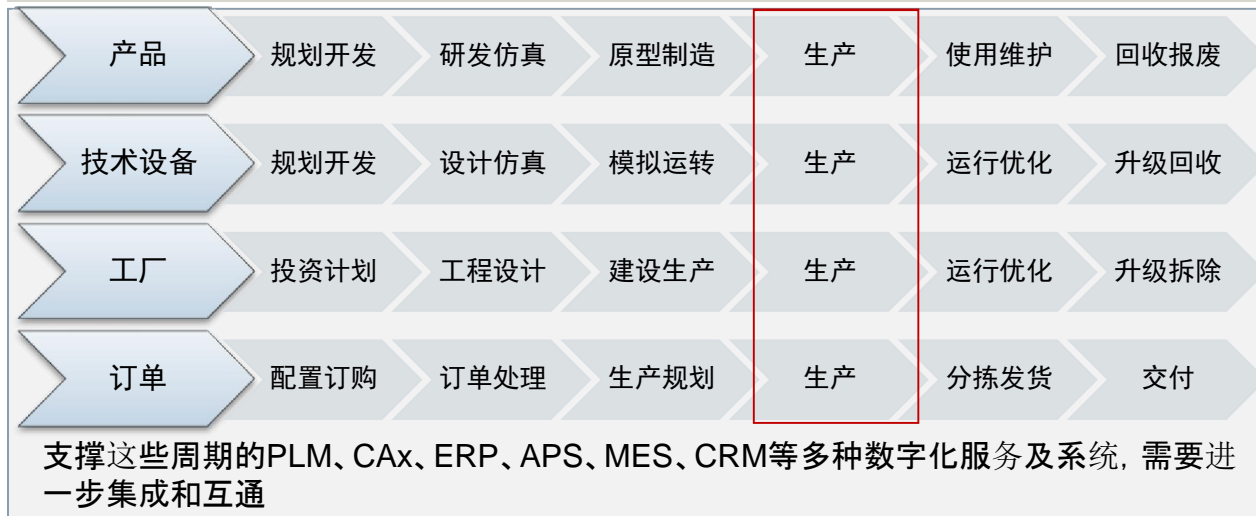 产品 规划开发 研发仿真 原型制造 生产 使用维护 回收报废
技术设备 规划开发 设计仿真 模拟运转 生产 运行优化 升级回收
工厂 投资计划 工程设计 建设生产 生产 运行优化 升级拆除
订单 配置订购 订单处理 生产规划 生产 分拣发货 交付
支撑这些周期的PLM、CAx、ERP、APS、MES、CRM等多种数字化服务及系统, 需要进
一步集成和互通